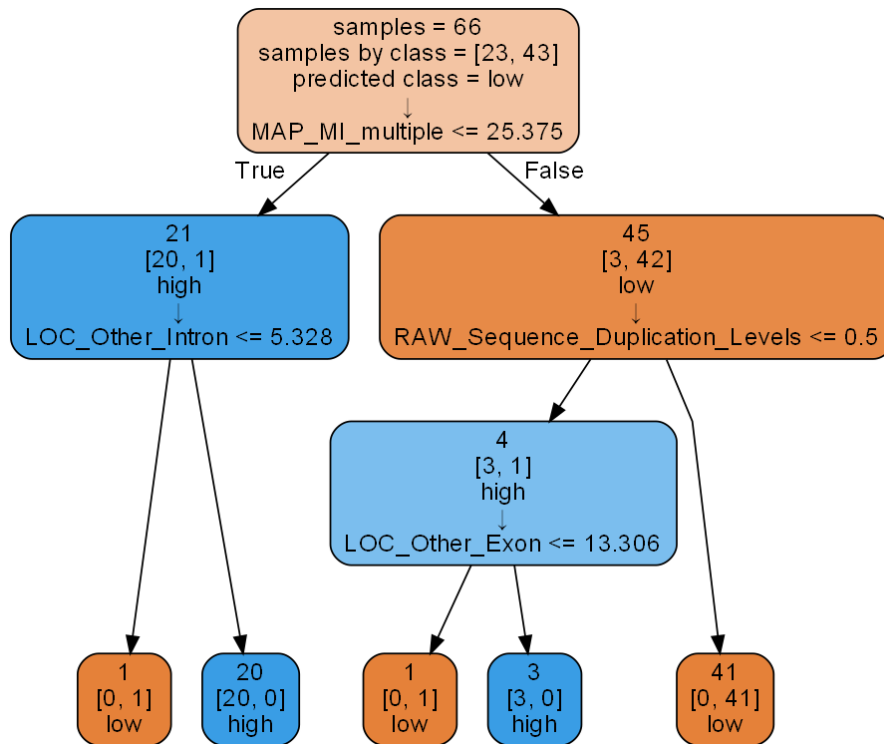 samples = 66
samples by class = [23, 43]
predicted class = low
↓
MAP_MI_multiple <= 25.375
True
False
21
[20, 1]
high
↓
LOC_Other_Intron <= 5.328
45
[3, 42]
low
↓
RAW_Sequence_Duplication_Levels <= 0.5
4
[3, 1]
high
↓
LOC_Other_Exon <= 13.306
1
[0, 1]
low
20
[20, 0]
high
1
[0, 1]
low
3
[3, 0]
high
41
[0, 41]
low